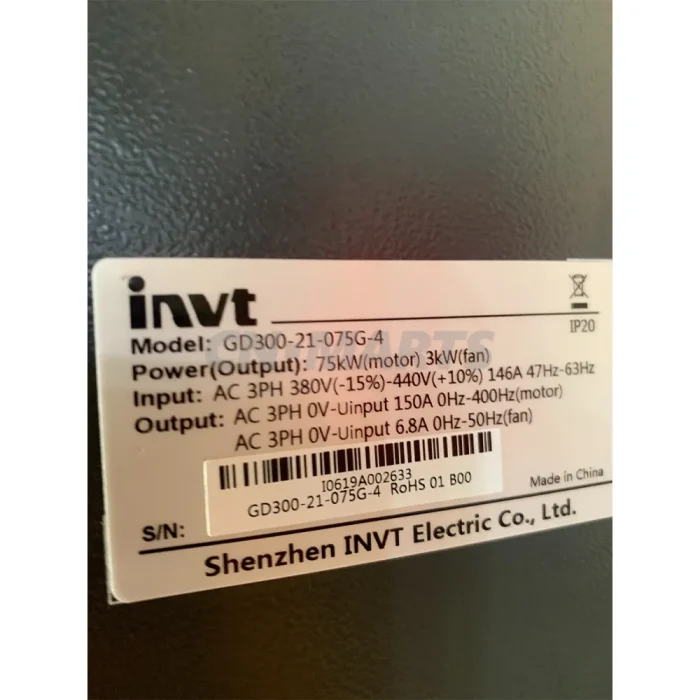 invt
IP20
Model: GD300-21-075G-4
Power(Output): 75kW(motor) 3kW(fan)
Input: AC 3PH 380V(-15%)-440V(+10%) 146A 47Hz-63Hz
Output: AC 3PH 0V-Uinput 150A 0Hz-400Hz(motor)
AC 3PH 0V-Uinput 6.8A 0Hz-50Hz(fan)
I0619A002633
GD300-21-075G-4 RoHS 01 B00
S/N:
Made in China
Shenzhen INVT Electric Co., Ltd.